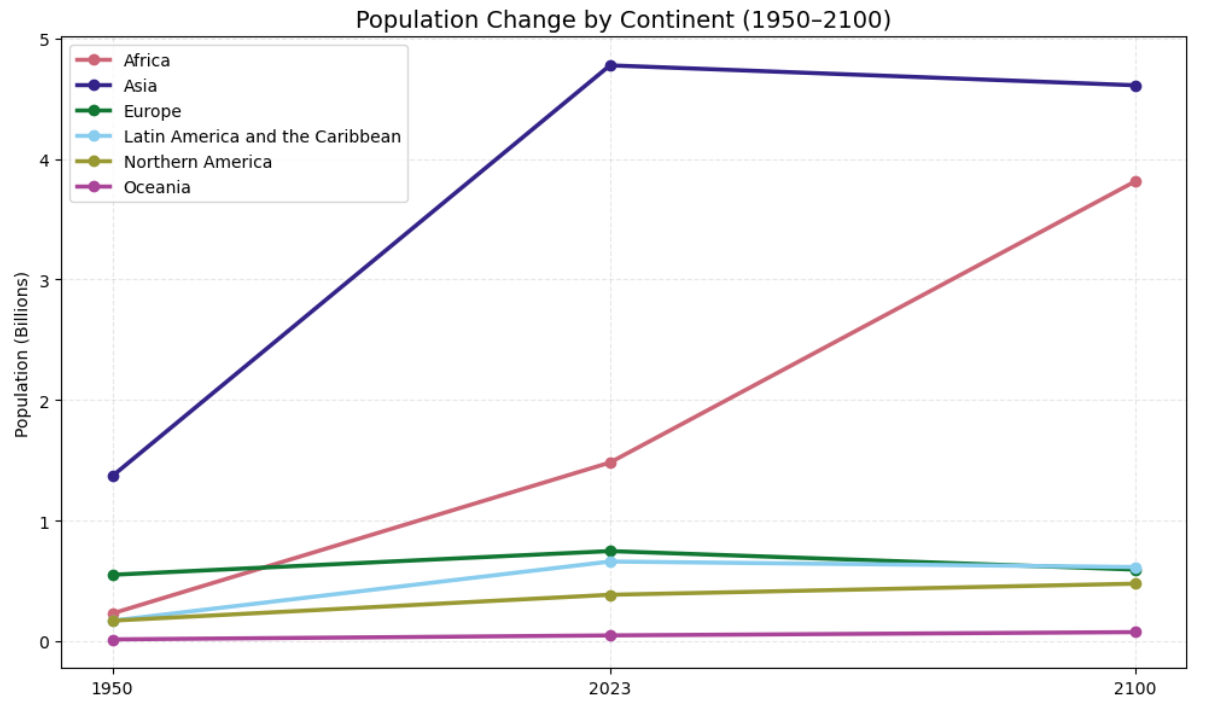 Population Change by Continent (1950–2100)
Africa
Asia
Europe
Latin America and the Caribbean
Northern America
Oceania
Population (Billions)
5
4
3
2
1
0
1950 2023 2100